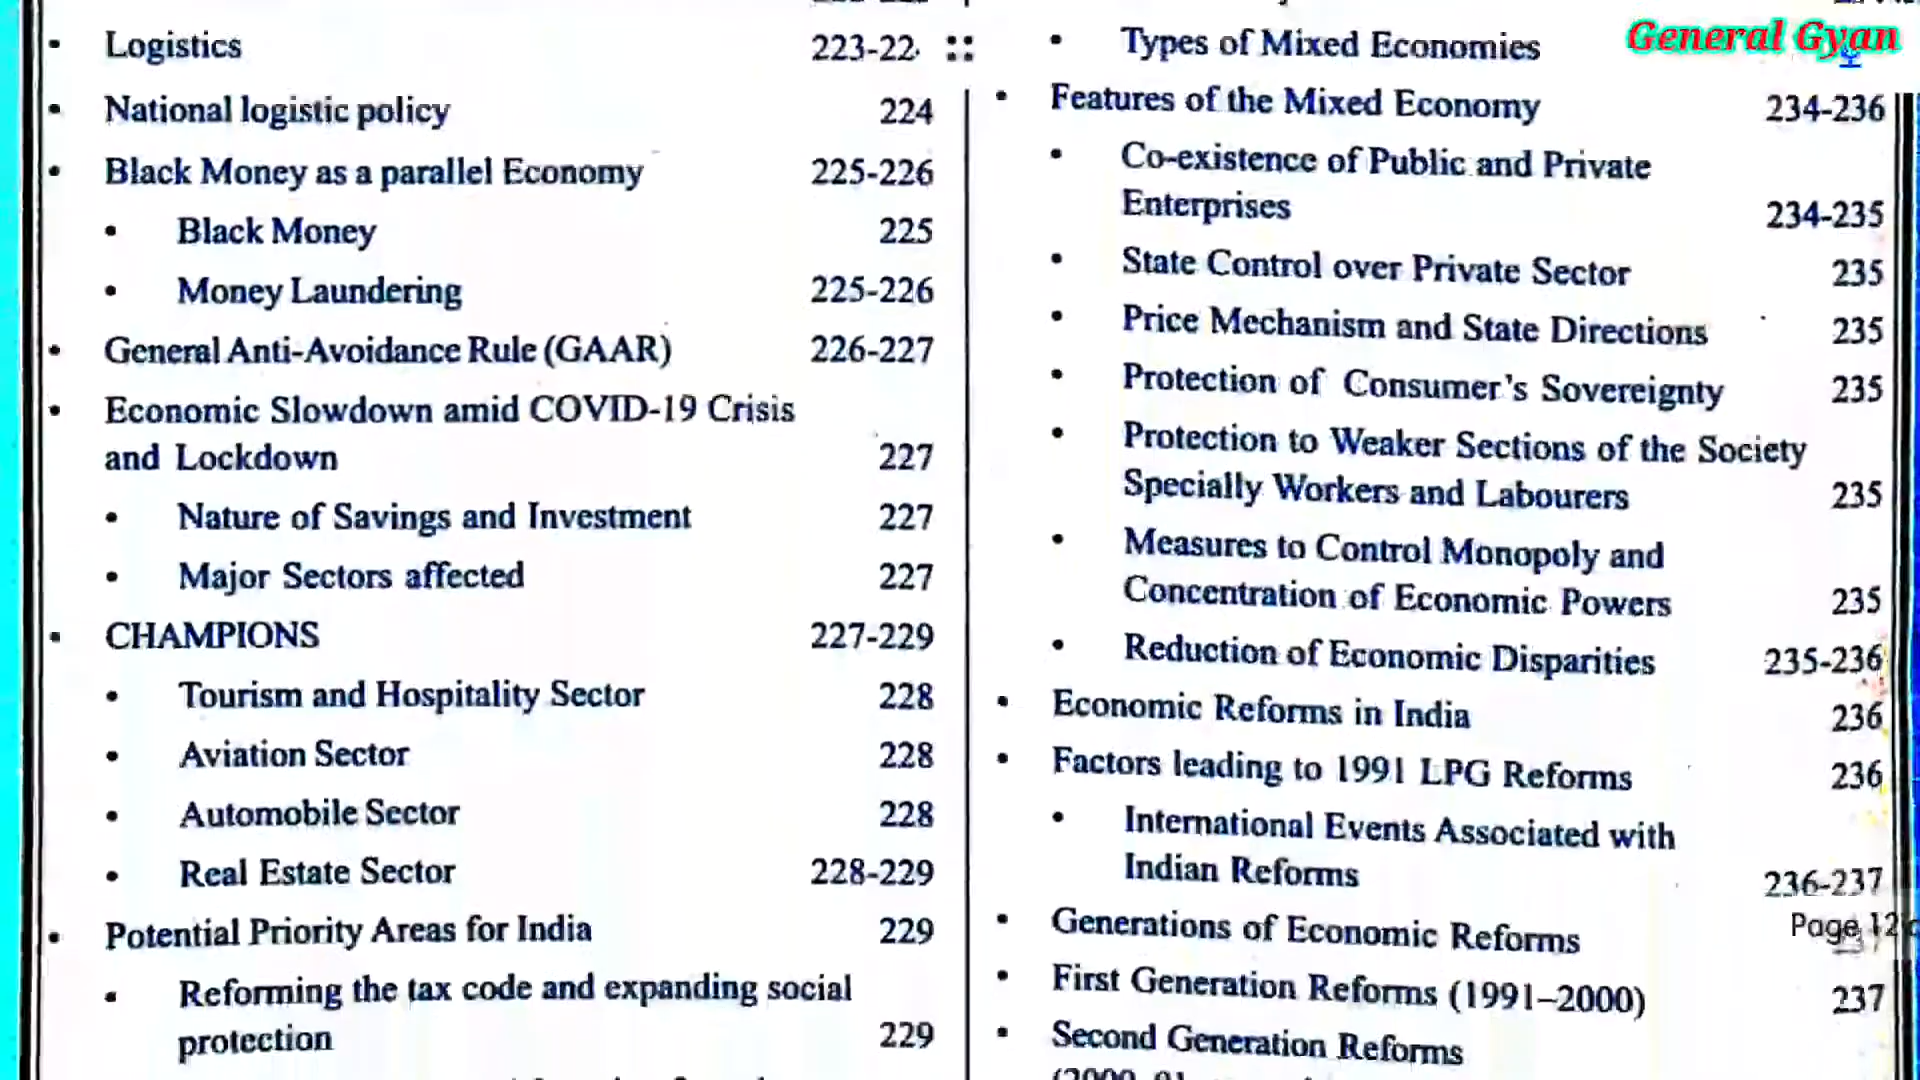 • Logistics 223-22
• National logistic policy 224
• Black Money as a parallel Economy 225-226
• Black Money 225
• Money Laundering 225-226
• General Anti-Avoidance Rule (GAAR) 226-227
• Economic Slowdown amid COVID-19 Crisis
and Lockdown 227
• Nature of Savings and Investment 227
• Major Sectors affected 227
• CHAMPIONS 227-229
• Tourism and Hospitality Sector 228
• Aviation Sector 228
• Automobile Sector 228
• Real Estate Sector 228-229
• Potential Priority Areas for India 229
• Reforming the tax code and expanding social
protection 229
General Gyan
• Types of Mixed Economies
• Features of the Mixed Economy 234-236
• Co-existence of Public and Private
Enterprises 234-235
• State Control over Private Sector 235
• Price Mechanism and State Directions 235
• Protection of Consumer's Sovereignty 235
• Protection to Weaker Sections of the Society
Specially Workers and Labourers 235
• Measures to Control Monopoly and
Concentration of Economic Powers 235
• Reduction of Economic Disparities 235-236
• Economic Reforms in India 236
• Factors leading to 1991 LPG Reforms 236
• International Events Associated with
Indian Reforms 236-237
• Generations of Economic Reforms
Page 12
• First Generation Reforms (1991–2000) 237
• Second Generation Reforms